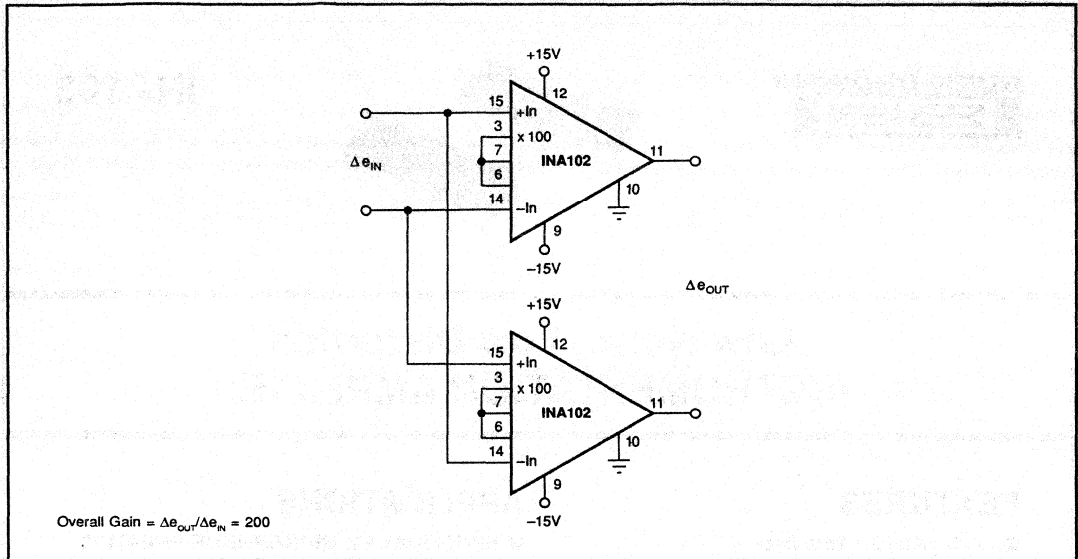 +15V
12
15
+In
3
x 100
7
INA102
11
6
10
14
–In
9
–15V
Δe_IN
Δe_OUT
+15V
12
15
+In
3
x 100
7
INA102
11
6
10
14
–In
9
–15V
Overall Gain = Δe_OUT/Δe_IN = 200